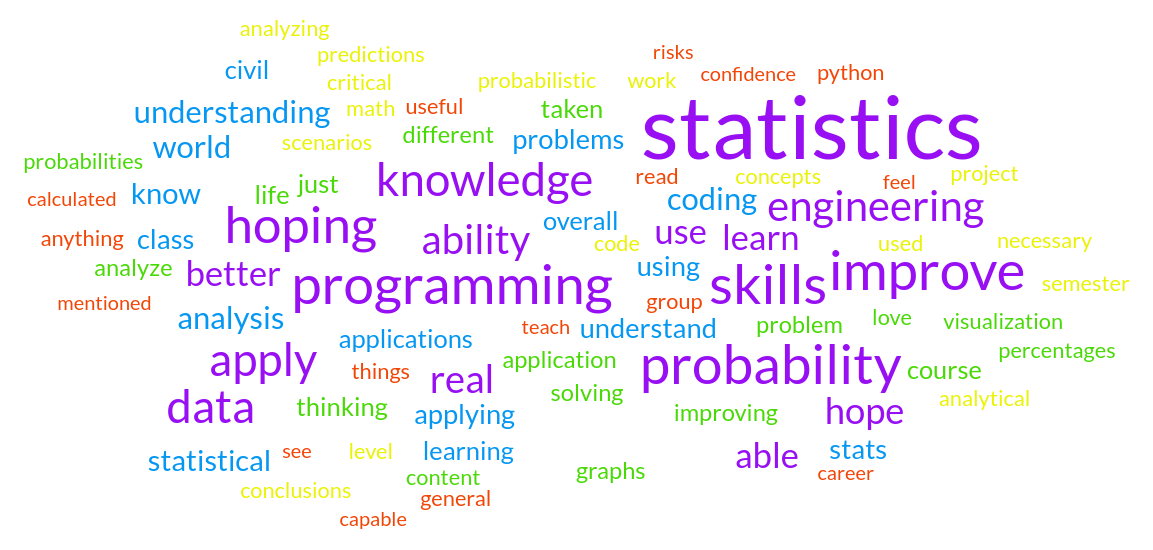 analyzing
predictions
risks
civil
critical
probabilistic
work
confidence
python
understanding
math
useful
taken
statistics
world
scenarios
different
problems
probabilities
knowledge
read
concepts
feel
project
calculated
know
life
just
coding
engineering
anything
class
hoping
ability
overall
code
use
learn
used
necessary
analyze
better
programming
using
skills
improve
semester
mentioned
group
analysis
applications
teach
understand
problem
love
visualization
apply
things
real
application
probability
course
percentages
data
thinking
applying
solving
improving
hope
analytical
statistical
see
level
learning
able
stats
conclusions
content
general
graphs
career
capable